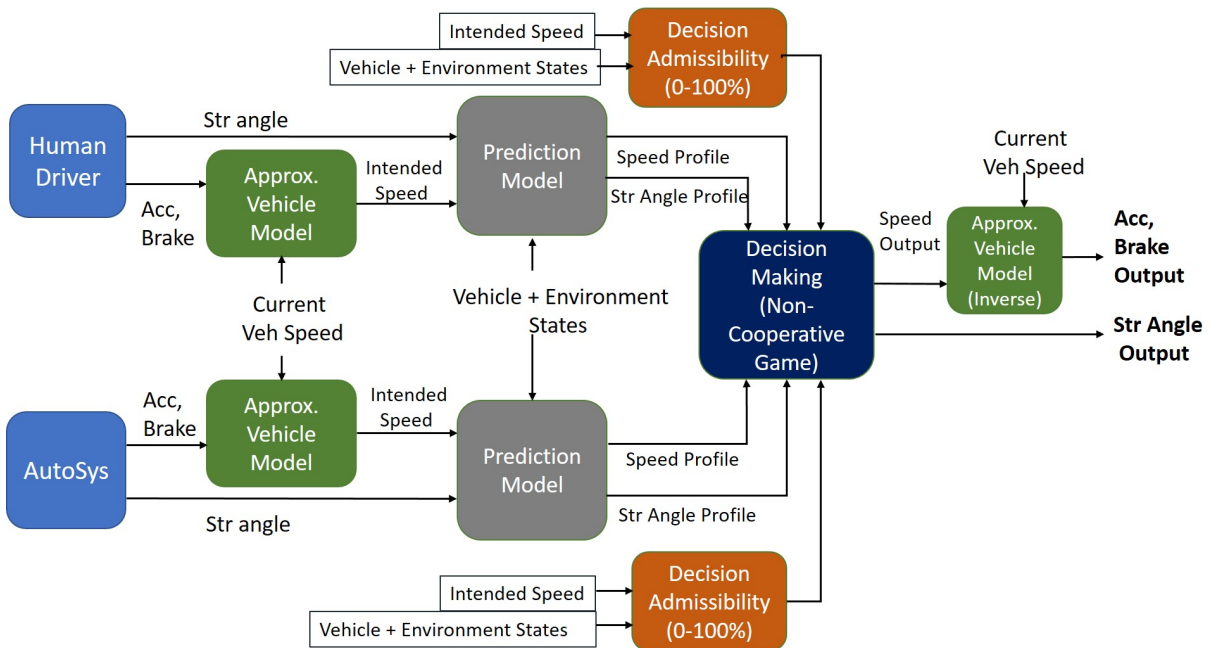 Intended Speed
Vehicle + Environment States
Decision
Admissibility
(0-100%)
Human
Driver
Str angle
Acc,
Brake
Approx.
Vehicle
Model
Intended
Speed
Prediction
Model
Speed Profile
Str Angle Profile
Current
Veh Speed
Vehicle + Environment
States
Decision
Making
(Non-
Cooperative
Game)
Speed
Output
Current
Veh Speed
Approx.
Vehicle
Model
(Inverse)
Acc,
Brake
Output
Str Angle
Output
AutoSys
Acc,
Brake
Str angle
Approx.
Vehicle
Model
Intended
Speed
Prediction
Model
Speed Profile
Str Angle Profile
Intended Speed
Vehicle + Environment States
Decision
Admissibility
(0-100%)